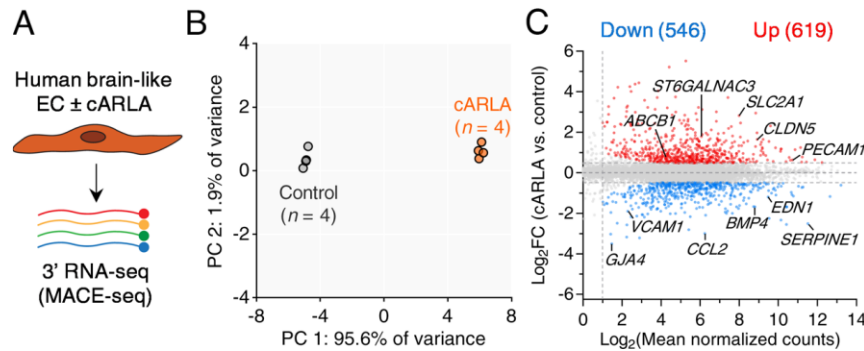 A
Human brain-like
EC ± cARLA
3' RNA-seq
(MACE-seq)
B
4
2
0
-2
-4
-8
-4
0
4
8
PC 2: 1.9% of variance
PC 1: 95.6% of variance
Control
(n = 4)
cARLA
(n = 4)
C
Down (546)
Up (619)
6
4
2
0
-2
-4
-6
0
2
4
6
8
10
12
14
Log2FC (cARLA vs. control)
Log2(Mean normalized counts)
ST6GALNAC3
SLC2A1
ABCB1
CLDN5
PECAM1
EDN1
VCAM1
BMP4
GJA4
CCL2
SERPINE1